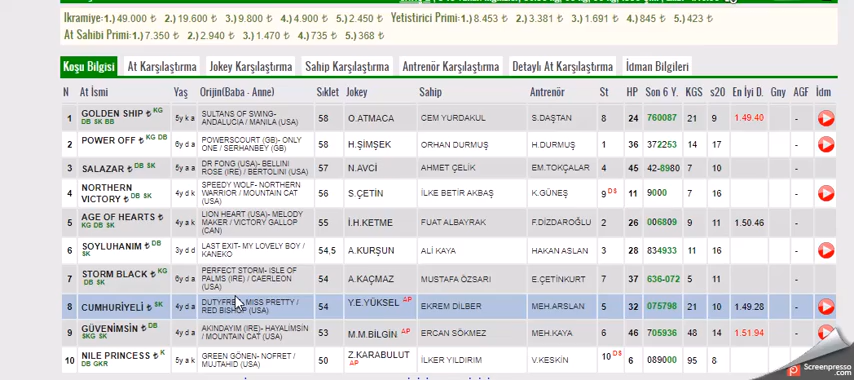 İkramiye: 1.) 49.000 ₺ 2.) 19.600 ₺ 3.) 9.800 ₺ 4.) 4.900 ₺ 5.) 2.450 ₺ Yetistirici Primi: 1.) 8.453 ₺ 2.) 3.381 ₺ 3.) 1.691 ₺ 4.) 845 ₺ 5.) 423 ₺
At Sahibi Primi: 1.) 7.350 ₺ 2.) 2.940 ₺ 3.) 1.470 ₺ 4.) 735 ₺ 5.) 368 ₺
Koşu Bilgisi At Karşılaştırma Jokey Karşılaştırma Sahip Karşılaştırma Antrenör Karşılaştırma Detaylı At Karşılaştırma İdman Bilgileri
N At İsmi Yaş Orijin(Baba - Anne) Sıklet Jokey Sahip Antrenör St HP Son 6 Y. KGS s20 En İyi D. Gny AGF İdm
1 GOLDEN SHIP ₺ KG DB SK BB 5y k a SULTANS OF SWING- ANDALUCIA / MANILA (USA) 58 O.ATMACA CEM YURDAKUL S.DAŞTAN 8 24 760087 21 9 1.49.40 -
2 POWER OFF ₺ KG DB SK 6y d a POWERSCOURT (GB)- ONLY ONE / SERHANBEY (GB) 58 H.ŞİMŞEK ORHAN DURMUŞ H.DURMUŞ 1 36 372253 14 17 -
3 SALAZAR ₺ DB SK 5y a a DR FONG (USA)- BELLINI ROSE (IRE) / BERTOLINI (USA) 57 N.AVCİ AHMET ÇELİK EM.TOKÇALAR 4 45 42-8980 7 10 -
4 NORTHERN VICTORY ₺ DB SK 4y d k SPEEDY WOLF- NORTHERN WARRIOR / MOUNTAIN CAT (USA) 56 S.ÇETİN İLKE BETİR AKBAŞ K.GÜNEŞ 9 DS 11 9000 7 16 -
5 AGE OF HEARTS ₺ KG DB SK 4y k a LION HEART (USA)- MELODY MAKER / VICTORY GALLOP (CAN) 55 İ.H.KETME FUAT ALBAYRAK F.DİZDAROĞLU 2 26 006809 9 11 1.50.46 -
6 SOYLUHANIM ₺ DB SK 3y d d LAST EXIT- MY LOVELY BOY / KANEKO 54,5 A.KURŞUN ALİ KAYA HAKAN ASLAN 3 28 834933 11 16 -
7 STORM BLACK ₺ KG DB SK 6y d a PERFECT STORM- ISLE OF PALMS (IRE) / CAERLEON (USA) 54 A.KAÇMAZ MUSTAFA ÖZSARI E.ÇETİNKURT 7 37 636-072 5 11 -
8 CUMHURİYELİ ₺ SK 4y d a DUTYFREE MISS PRETTY / RED BISHOP (USA) 54 Y.E.YÜKSEL AP EKREM DİLBER MEH.ARSLAN 5 32 075798 21 10 1.49.28 -
9 GÜVENİMSİN ₺ DB SKG SK 4y d k AKINDAYIM (IRE)- HAYALİMSİN / MOUNTAIN CAT (USA) 53 M.M.BİLGİN AP ERCAN SÖKMEZ MEH.KAYA 6 46 705936 48 14 1.51.94 -
10 NILE PRINCESS ₺ K DB GKR 5y a k GREEN GÖNEN- NOFRET / MUJTAHID (USA) 50 Z.KARABULUT AP İLKER YILDIRIM V.KESKİN 10 DS 6 089000 95 8 -
Screenpresso
.com